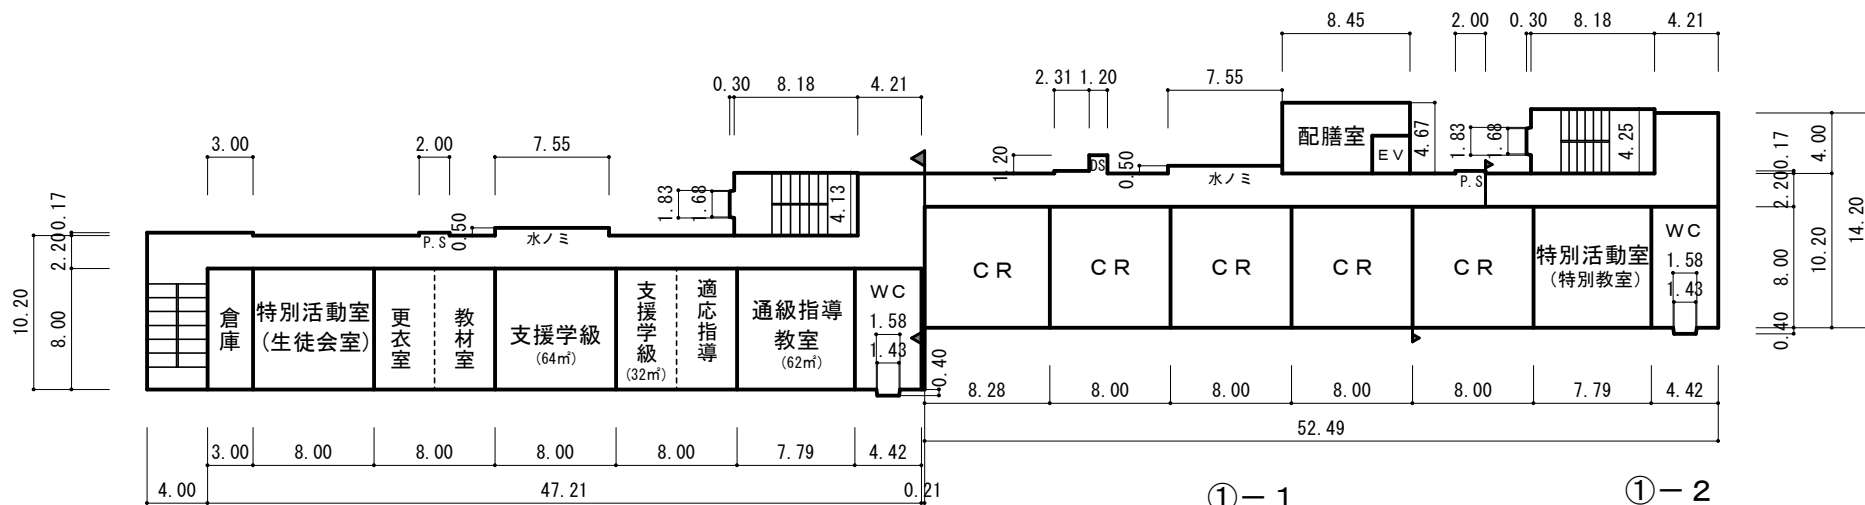 8.45
2.00
0.30
8.18
4.21
2.31
1.20
7.55
0.30
8.18
4.21
3.00
2.00
7.55
配膳室
EV
4.67
1.83
1.68
4.25
0.17
4.00
1.20
DS
0.50
水ノミ
P.S
2.20
14.20
0.17
2.20
P.S
0.50
水ノミ
1.83
1.68
4.13
CR
CR
CR
CR
CR
特別活動室
(特別教室)
WC
1.58
1.43
8.00
10.20
0.40
10.20
8.00
倉庫
特別活動室
(生徒会室)
更衣室
教材室
支援学級
(64㎡)
支援学級
(32㎡)
適応指導
通級指導
教室
(62㎡)
WC
1.58
1.43
0.40
8.28
8.00
8.00
8.00
8.00
7.79
4.42
52.49
3.00
8.00
8.00
8.00
8.00
7.79
4.42
4.00
47.21
0.21
①－1
①－2